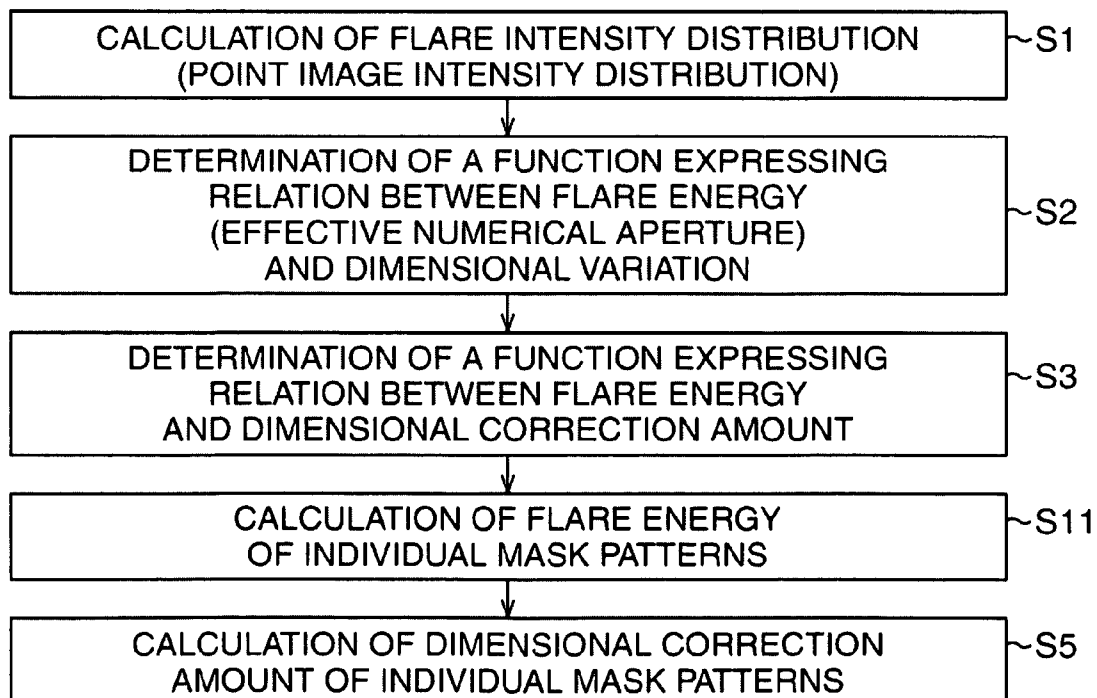 CALCULATION OF FLARE INTENSITY DISTRIBUTION
(POINT IMAGE INTENSITY DISTRIBUTION)
~S1
DETERMINATION OF A FUNCTION EXPRESSING
RELATION BETWEEN FLARE ENERGY
(EFFECTIVE NUMERICAL APERTURE)
AND DIMENSIONAL VARIATION
~S2
DETERMINATION OF A FUNCTION EXPRESSING
RELATION BETWEEN FLARE ENERGY
AND DIMENSIONAL CORRECTION AMOUNT
~S3
CALCULATION OF FLARE ENERGY
OF INDIVIDUAL MASK PATTERNS
~S11
CALCULATION OF DIMENSIONAL CORRECTION
AMOUNT OF INDIVIDUAL MASK PATTERNS
~S5